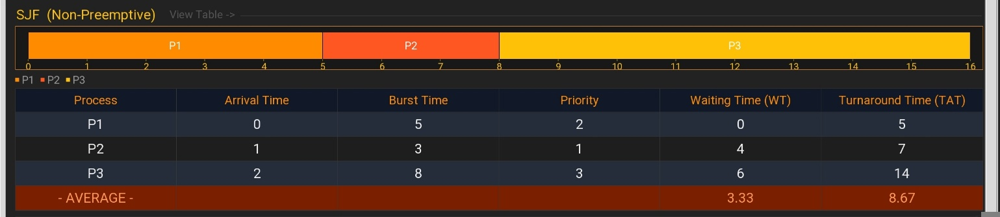 SJF (Non-Preemptive) View Table ->
P1 P2 P3
0 1 2 3 4 5 6 7 8 9 10 11 12 13 14 15 16
P1 P2 P3
Process Arrival Time Burst Time Priority Waiting Time (WT) Turnaround Time (TAT)
P1 0 5 2 0 5
P2 1 3 1 4 7
P3 2 8 3 6 14
- AVERAGE - 3.33 8.67